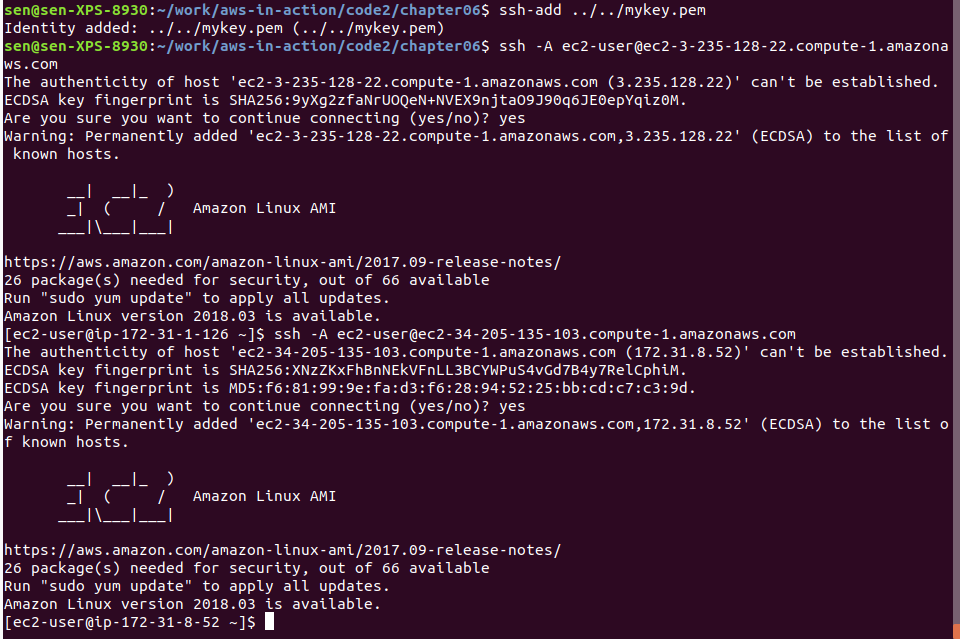 sen@sen-XPS-8930:~/work/aws-in-action/code2/chapter06$ ssh-add ../../mykey.pem
Identity added: ../../mykey.pem (../../mykey.pem)
sen@sen-XPS-8930:~/work/aws-in-action/code2/chapter06$ ssh -A ec2-user@ec2-3-235-128-22.compute-1.amazona
ws.com
The authenticity of host 'ec2-3-235-128-22.compute-1.amazonaws.com (3.235.128.22)' can't be established.
ECDSA key fingerprint is SHA256:9yXg2zfaNrUOQeN+NVEX9njtaO9J90q6JE0epYqiz0M.
Are you sure you want to continue connecting (yes/no)? yes
Warning: Permanently added 'ec2-3-235-128-22.compute-1.amazonaws.com,3.235.128.22' (ECDSA) to the list of
 known hosts.

       __|  __|_  )
       _|  (     /   Amazon Linux AMI
      ___|\___|___|

https://aws.amazon.com/amazon-linux-ami/2017.09-release-notes/
26 package(s) needed for security, out of 66 available
Run "sudo yum update" to apply all updates.
Amazon Linux version 2018.03 is available.
[ec2-user@ip-172-31-1-126 ~]$ ssh -A ec2-user@ec2-34-205-135-103.compute-1.amazonaws.com
The authenticity of host 'ec2-34-205-135-103.compute-1.amazonaws.com (172.31.8.52)' can't be established.
ECDSA key fingerprint is SHA256:XNzZKxFhBnNEkVFnLL3BCYWPuS4vGd7B4y7RelCphiM.
ECDSA key fingerprint is MD5:f6:81:99:9e:fa:d3:f6:28:94:52:25:bb:cd:c7:c3:9d.
Are you sure you want to continue connecting (yes/no)? yes
Warning: Permanently added 'ec2-34-205-135-103.compute-1.amazonaws.com,172.31.8.52' (ECDSA) to the list o
f known hosts.

       __|  __|_  )
       _|  (     /   Amazon Linux AMI
      ___|\___|___|

https://aws.amazon.com/amazon-linux-ami/2017.09-release-notes/
26 package(s) needed for security, out of 66 available
Run "sudo yum update" to apply all updates.
Amazon Linux version 2018.03 is available.
[ec2-user@ip-172-31-8-52 ~]$